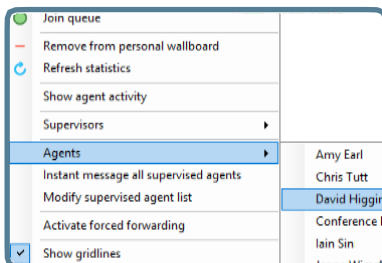 Join queue
Remove from personal wallboard
Refresh statistics
Show agent activity
Supervisors
Agents
Instant message all supervised agents
Modify supervised agent list
Activate forced forwarding
Show gridlines
Amy Earl
Chris Tutt
David
Conference
Iain Sin